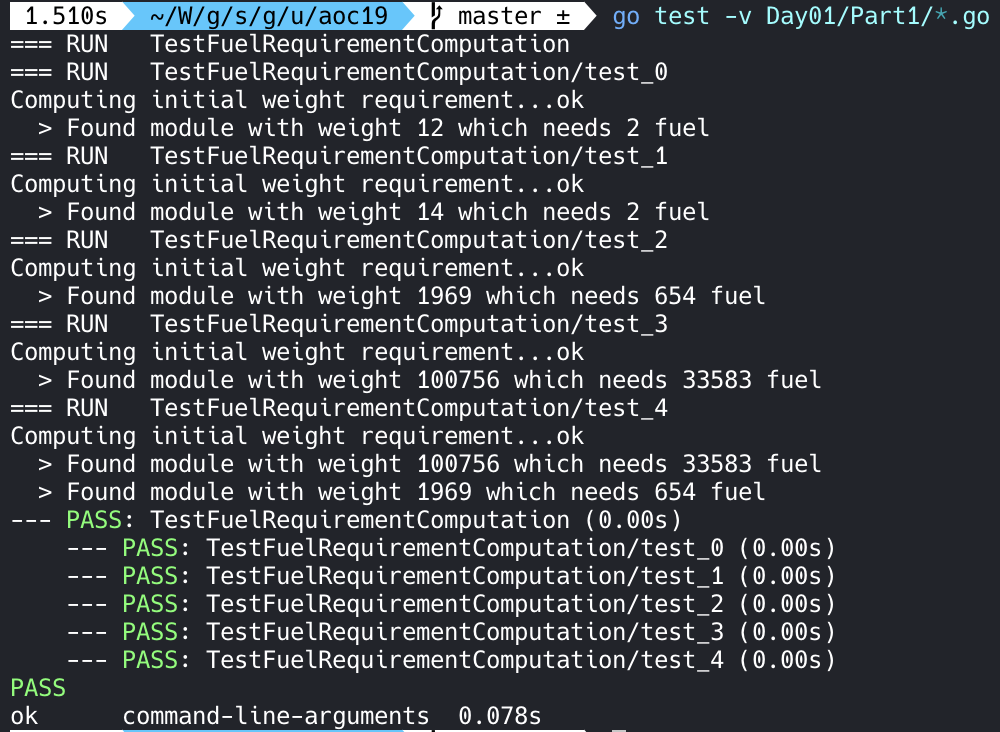 1.510s ~/W/g/s/g/u/aoc19 master ± go test -v Day01/Part1/*.go
=== RUN   TestFuelRequirementComputation
=== RUN   TestFuelRequirementComputation/test_0
Computing initial weight requirement...ok
  > Found module with weight 12 which needs 2 fuel
=== RUN   TestFuelRequirementComputation/test_1
Computing initial weight requirement...ok
  > Found module with weight 14 which needs 2 fuel
=== RUN   TestFuelRequirementComputation/test_2
Computing initial weight requirement...ok
  > Found module with weight 1969 which needs 654 fuel
=== RUN   TestFuelRequirementComputation/test_3
Computing initial weight requirement...ok
  > Found module with weight 100756 which needs 33583 fuel
=== RUN   TestFuelRequirementComputation/test_4
Computing initial weight requirement...ok
  > Found module with weight 100756 which needs 33583 fuel
  > Found module with weight 1969 which needs 654 fuel
--- PASS: TestFuelRequirementComputation (0.00s)
    --- PASS: TestFuelRequirementComputation/test_0 (0.00s)
    --- PASS: TestFuelRequirementComputation/test_1 (0.00s)
    --- PASS: TestFuelRequirementComputation/test_2 (0.00s)
    --- PASS: TestFuelRequirementComputation/test_3 (0.00s)
    --- PASS: TestFuelRequirementComputation/test_4 (0.00s)
PASS
ok      command-line-arguments  0.078s